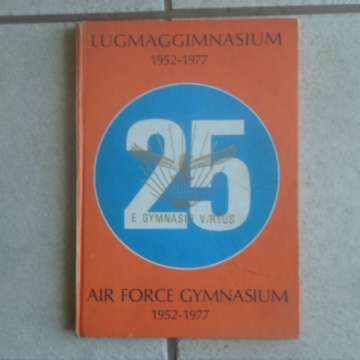 LUGMAGGIMNASIUM
1952-1977
25
E GYMNASIO VIRTUS
AIR FORCE GYMNASIUM
1952-1977